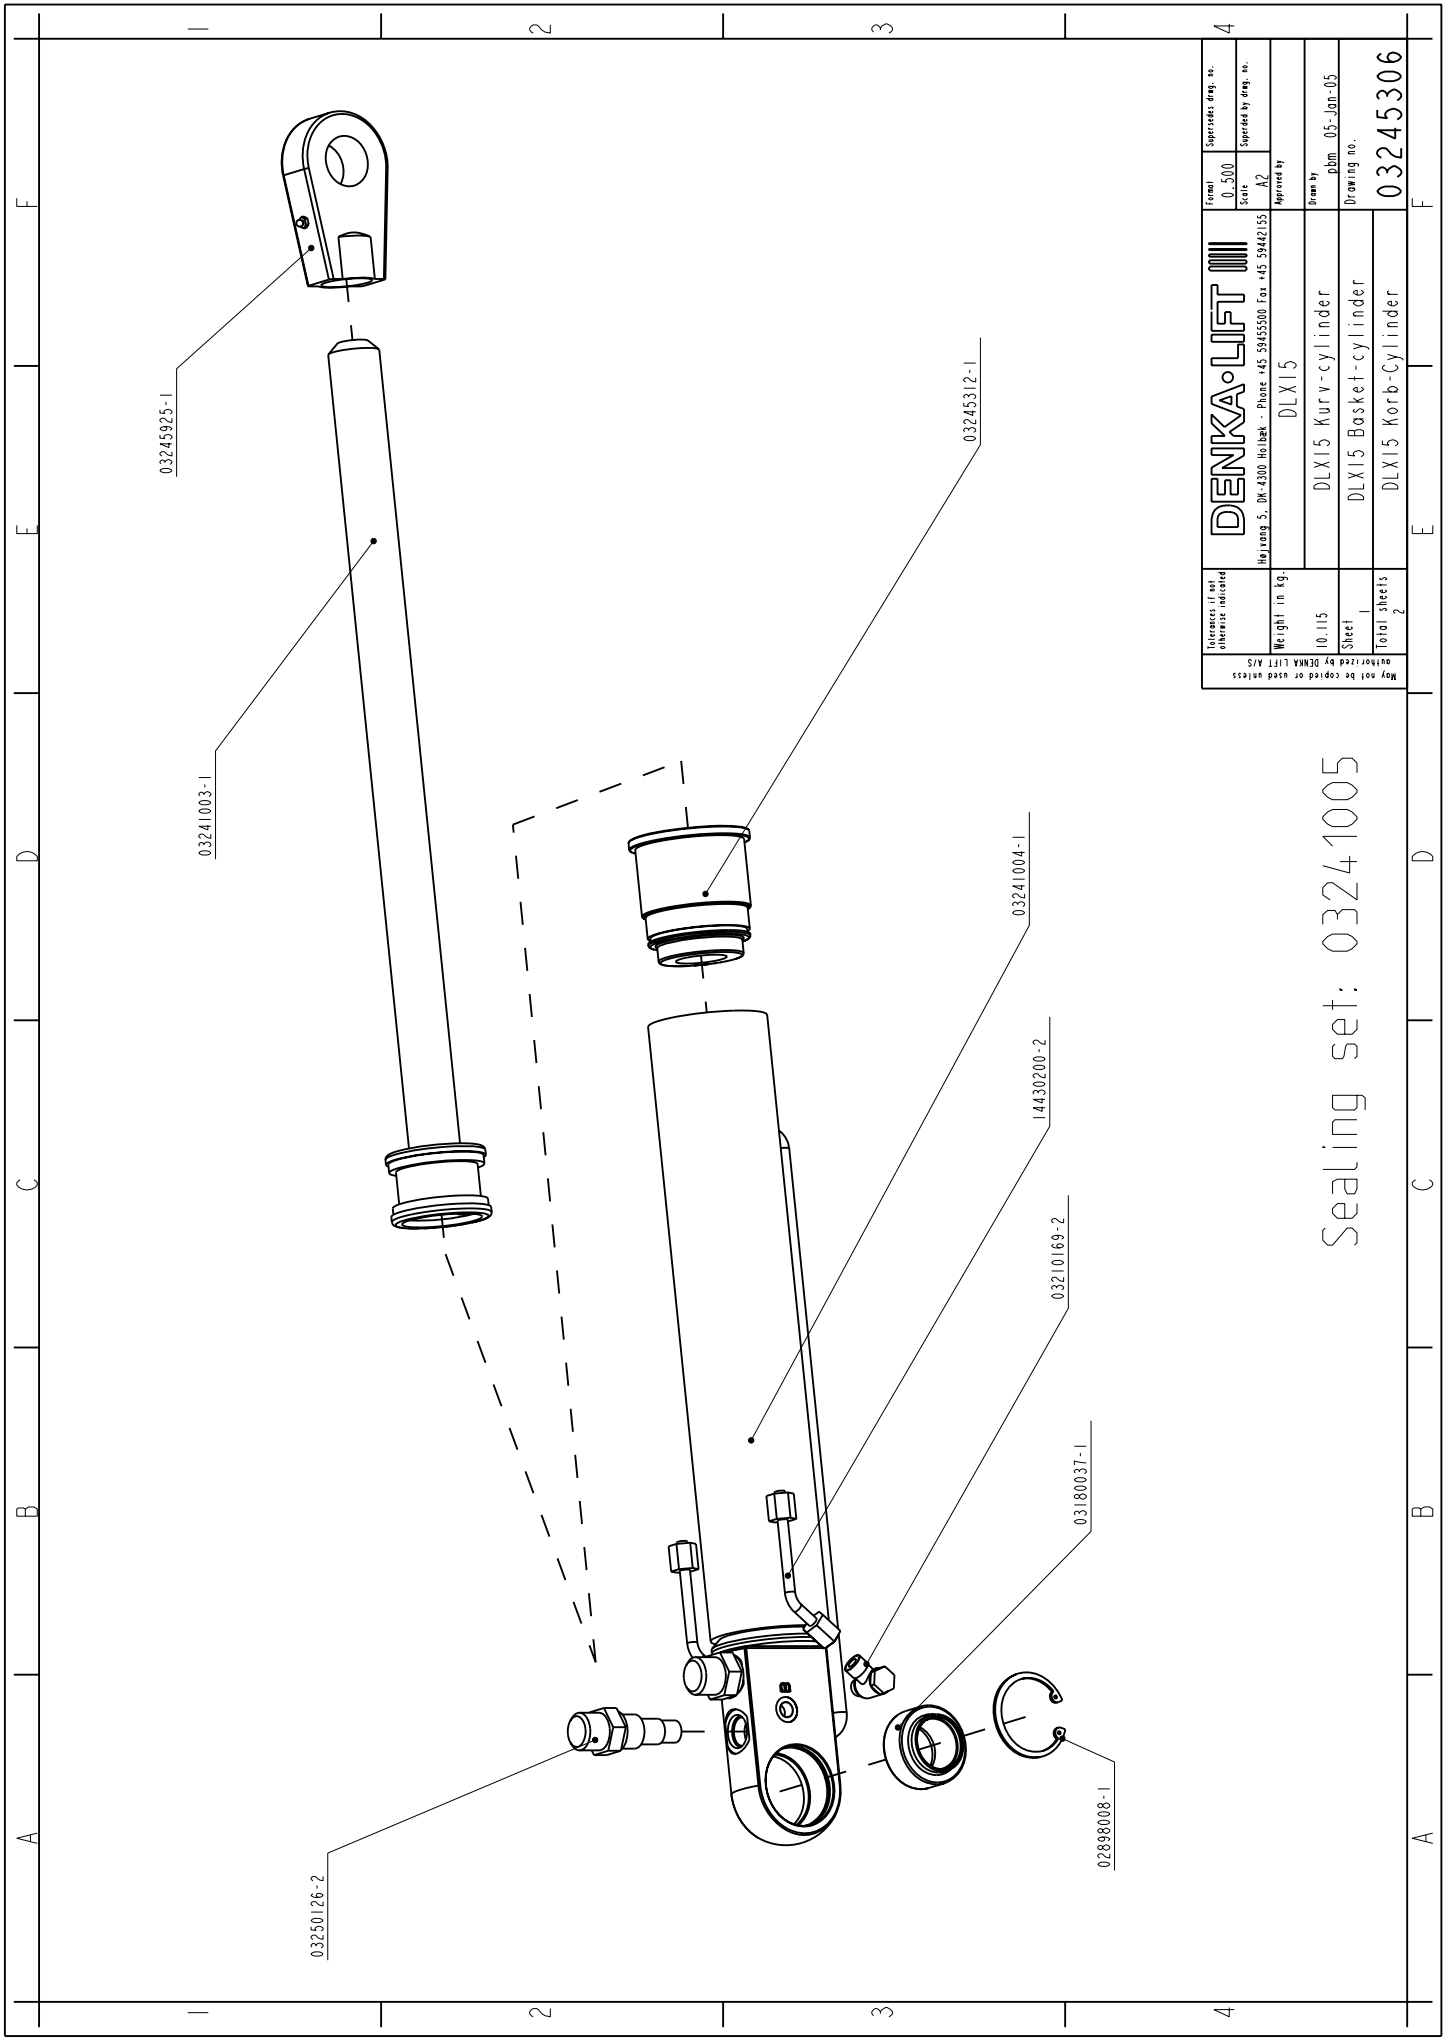 A
B
C
D
E
F
1
2
3
4
03250126-2
03241003-1
03245925-1
03245312-1
03241004-1
14430200-2
03210169-2
03180037-1
02898008-1
B
Sealing set: 03241005
May not be copied or used unless
authorized by DENKA LIFT A/S
Tolerances if not
otherwise indicated
Weight in kg.
10.115
Sheet
1
Total sheets
2
DENKA•LIFT
Højvang 5, DK-4300 Holbæk - Phone +45 59455500 Fax +45 59442155
DLX15
DLX15 Kurv-cylinder
DLX15 Basket-cylinder
DLX15 Korb-Cylinder
Format
0.500
Supersedes drwg. no.
Scale
A2
Superded by drwg. no.
Approved by
Drawn by
pbm 05-Jan-05
Drawing no.
03245306
1
2
3
4
A
B
C
D
E
F